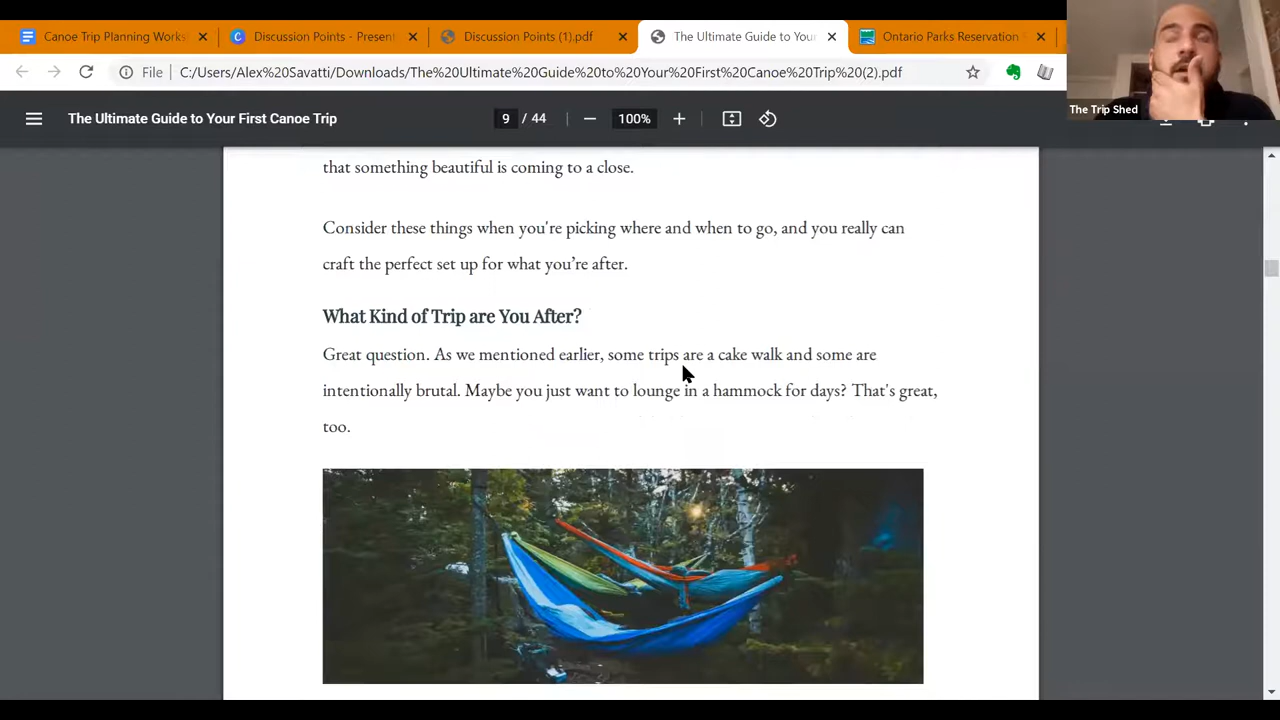 Canoe Trip Planning Works
Discussion Points - Present
Discussion Points (1).pdf
The Ultimate Guide to Your
Ontario Parks Reservation
File
C:/Users/Alex%20Savatti/Downloads/The%20Ultimate%20Guide%20to%20Your%20First%20Canoe%20Trip%20(2).pdf
The Trip Shed
The Ultimate Guide to Your First Canoe Trip
9 / 44
100%
that something beautiful is coming to a close.
Consider these things when you're picking where and when to go, and you really can
craft the perfect set up for what you’re after.
What Kind of Trip are You After?
Great question. As we mentioned earlier, some trips are a cake walk and some are
intentionally brutal. Maybe you just want to lounge in a hammock for days? That's great,
too.